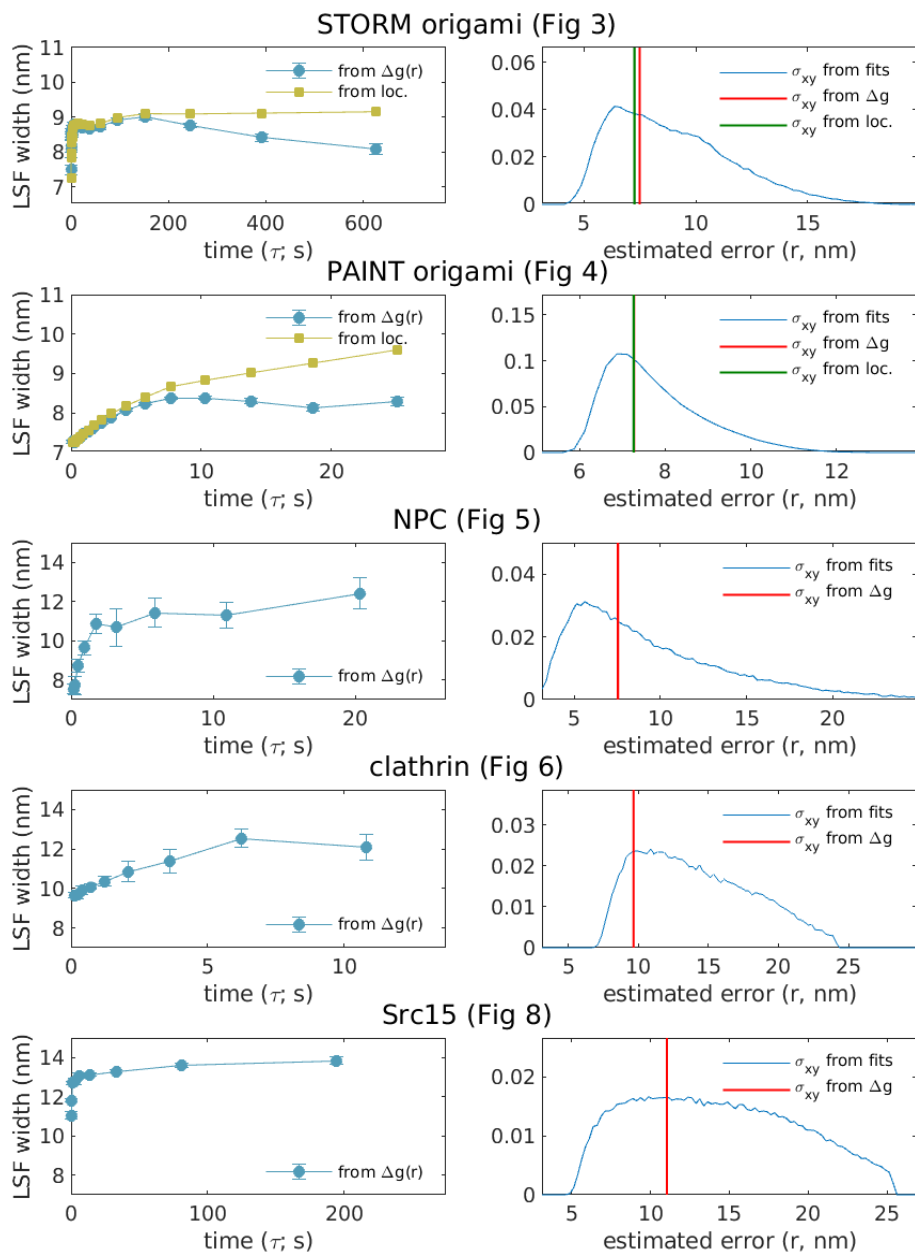 STORM origami (Fig 3)
LSF width (nm)
11
10
9
8
7
from Δg(r)
from loc.
0
200
400
600
time (τ; s)
0.06
0.04
0.02
0
σxy from fits
σxy from Δg
σxy from loc.
5
10
15
estimated error (r, nm)
PAINT origami (Fig 4)
LSF width (nm)
11
10
9
8
7
from Δg(r)
from loc.
0
10
20
time (τ; s)
0.15
0.1
0.05
0
σxy from fits
σxy from Δg
σxy from loc.
6
8
10
12
estimated error (r, nm)
NPC (Fig 5)
LSF width (nm)
14
12
10
8
from Δg(r)
0
10
20
time (τ; s)
0.04
0.02
0
σxy from fits
σxy from Δg
5
10
15
20
estimated error (r, nm)
clathrin (Fig 6)
LSF width (nm)
14
12
10
8
from Δg(r)
0
5
10
time (τ; s)
0.03
0.02
0.01
0
σxy from fits
σxy from Δg
5
10
15
20
25
estimated error (r, nm)
Src15 (Fig 8)
LSF width (nm)
14
12
10
8
from Δg(r)
0
100
200
time (τ; s)
0.02
0.01
0
σxy from fits
σxy from Δg
5
10
15
20
25
estimated error (r, nm)